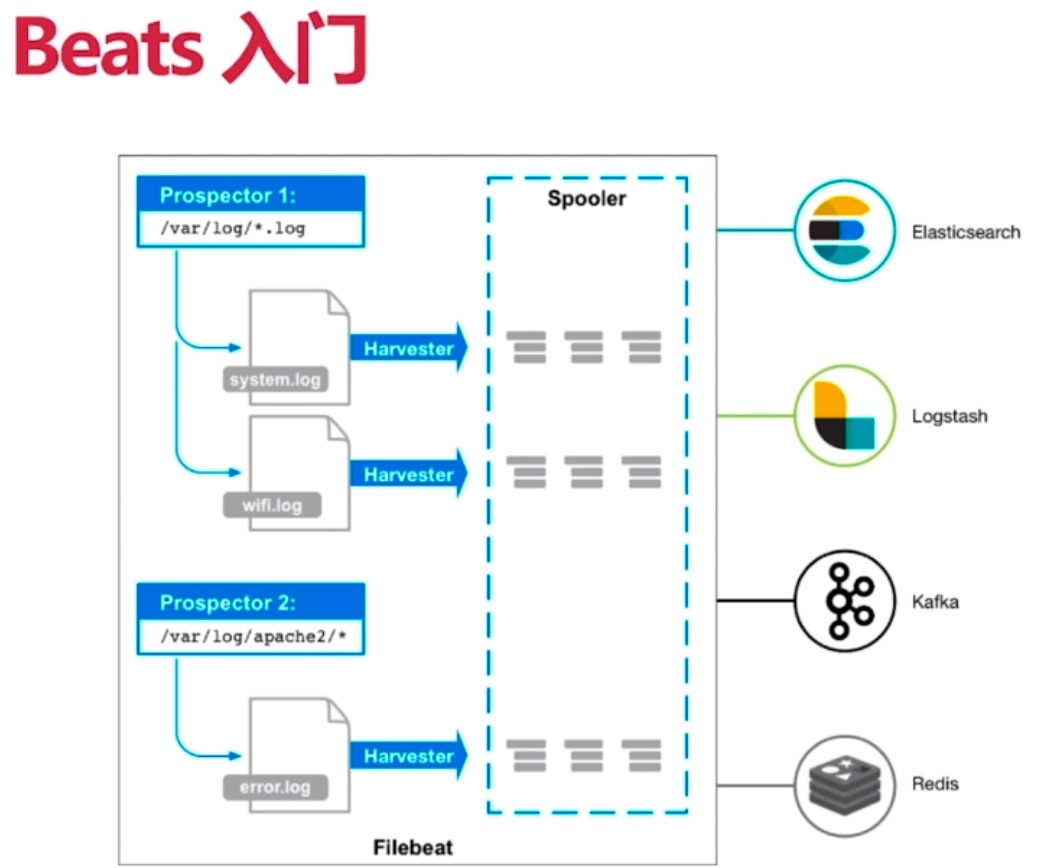 Beats 入门
Prospector 1:
/var/log/*.log
system.log
Harvester
wifi.log
Harvester
Prospector 2:
/var/log/apache2/*
error.log
Harvester
Spooler
Filebeat
Elasticsearch
Logstash
Kafka
Redis